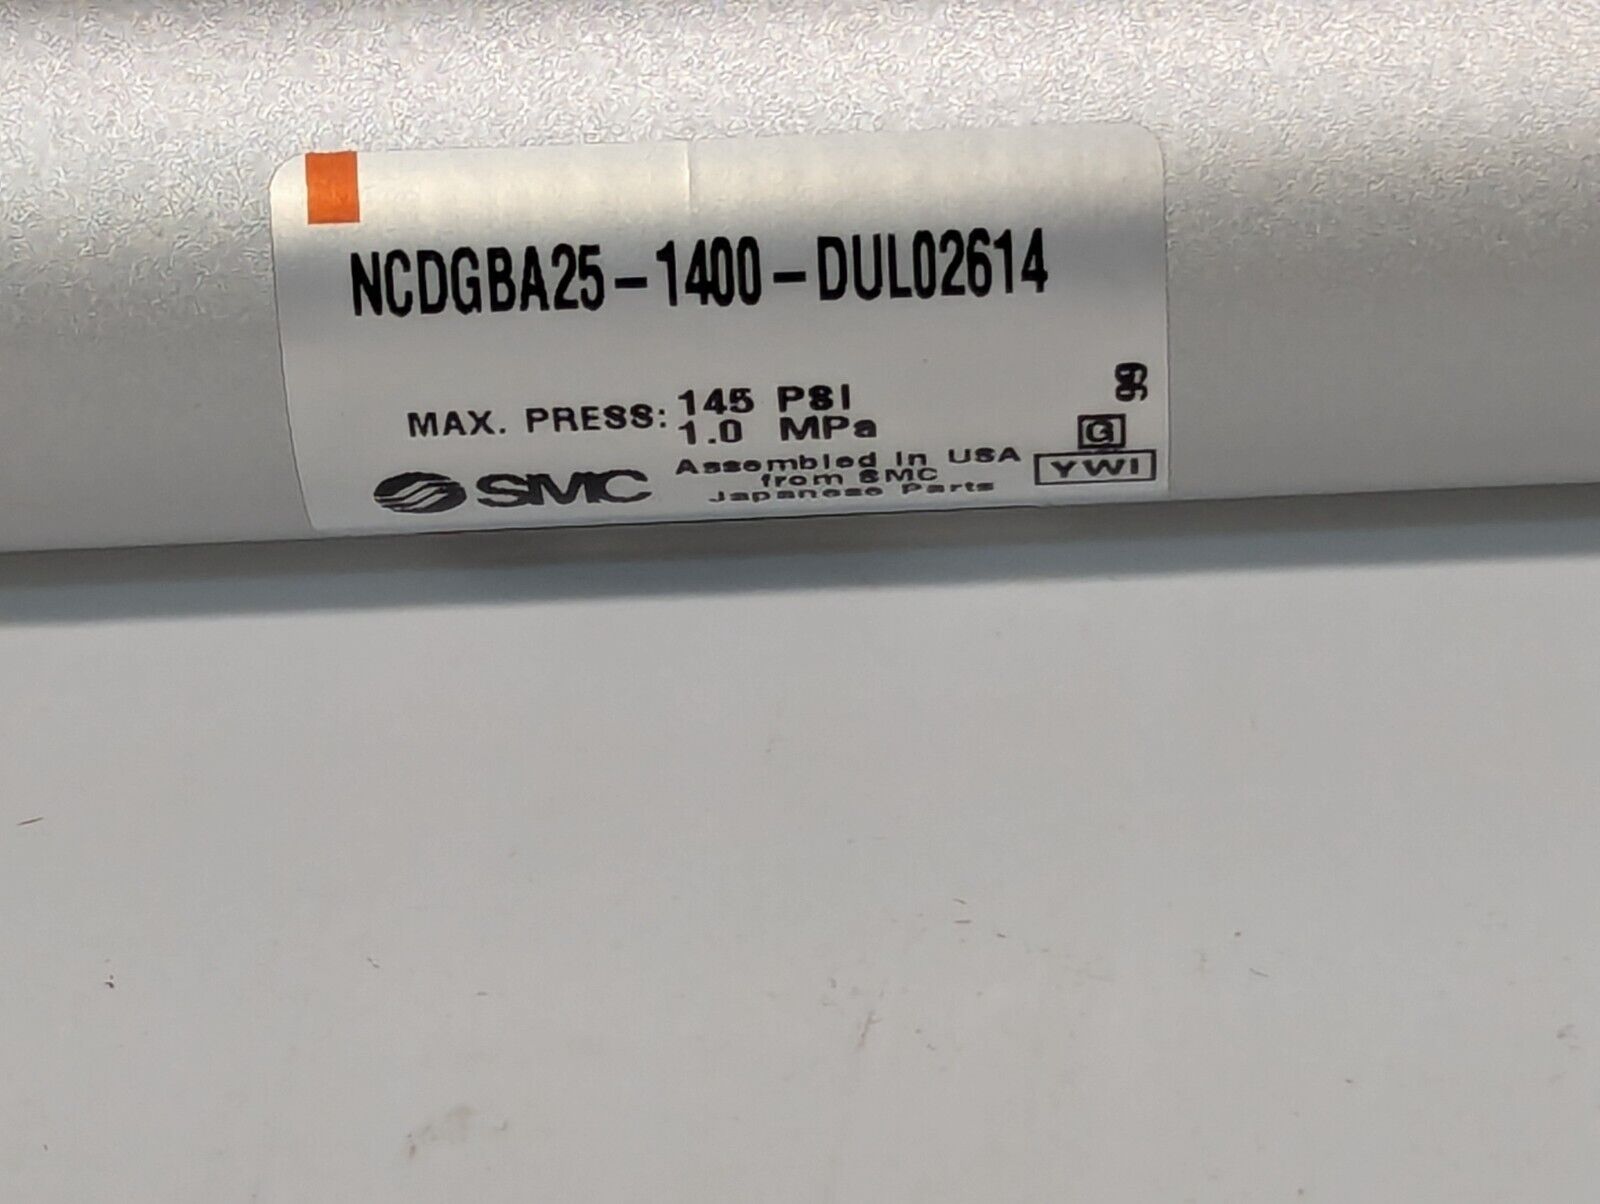 NCDGBA25-1400-DUL02614
MAX. PRESS: 145 PSI
1.0 MPa
SMC
Assembled in USA
from SMC
Japanese Parts
G
YWI